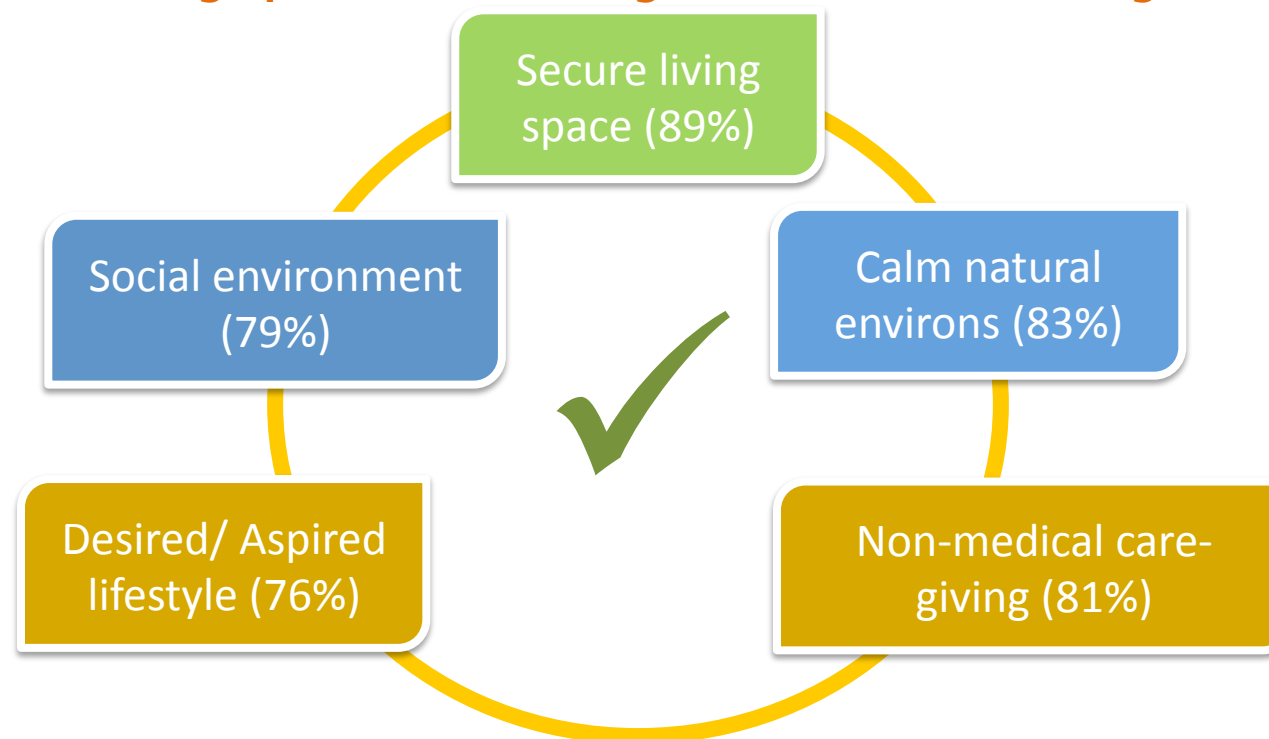 Secure living
space (89%)
Social environment
(79%)
Calm natural
environs (83%)
Desired/ Aspired
lifestyle (76%)
Non-medical care-
giving (81%)